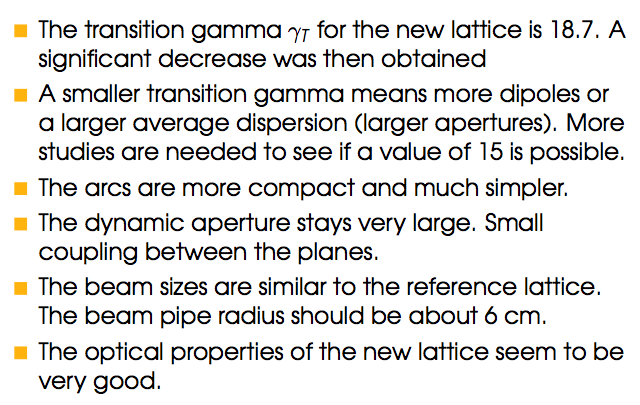 The transition gamma γT for the new lattice is 18.7. A
significant decrease was then obtained
A smaller transition gamma means more dipoles or
a larger average dispersion (larger apertures). More
studies are needed to see if a value of 15 is possible.
The arcs are more compact and much simpler.
The dynamic aperture stays very large. Small
coupling between the planes.
The beam sizes are similar to the reference lattice.
The beam pipe radius should be about 6 cm.
The optical properties of the new lattice seem to be
very good.